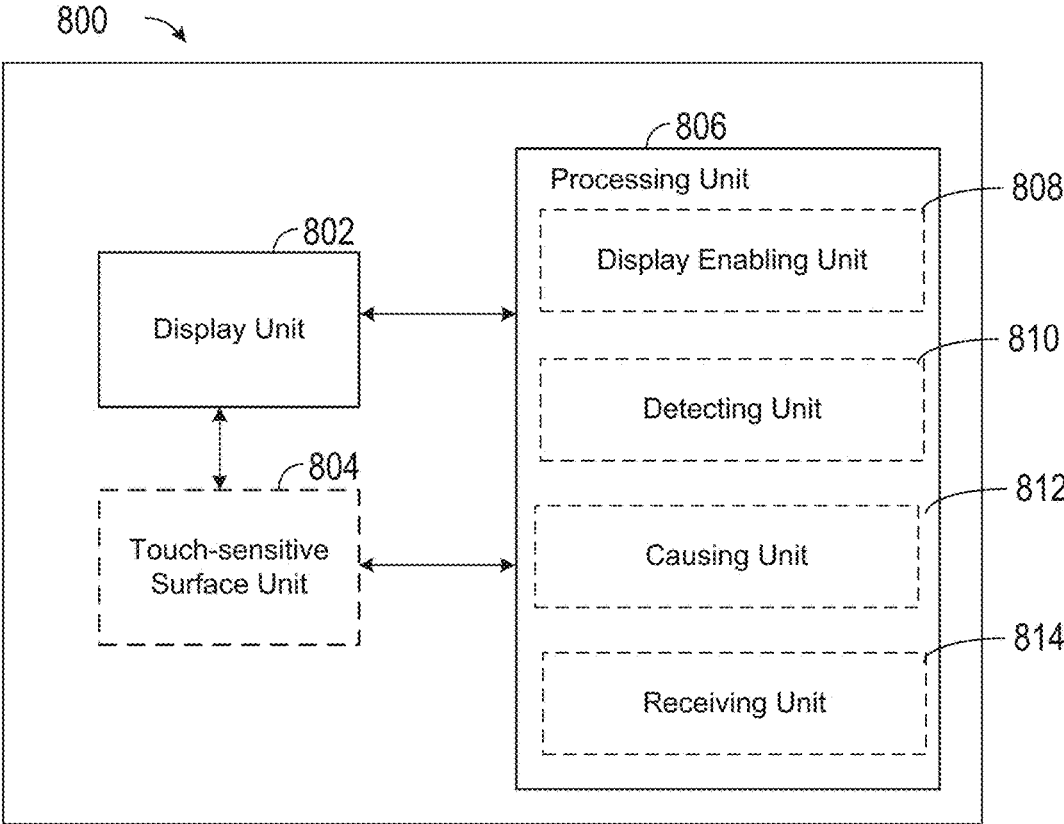 800
806
Processing Unit
808
Display Enabling Unit
802
Display Unit
810
Detecting Unit
804
Touch-sensitive
Surface Unit
812
Causing Unit
814
Receiving Unit